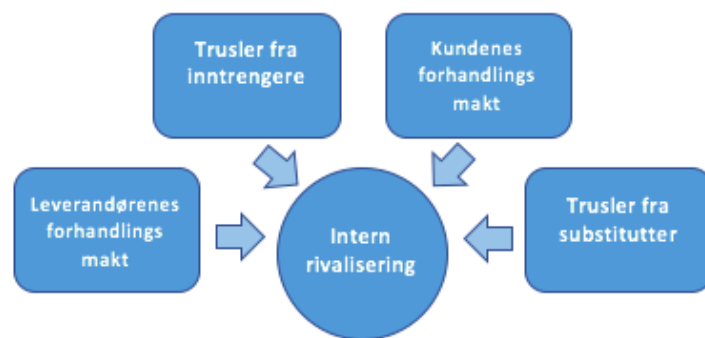 Trusler fra
inntrengere
Kundenes
forhandlings
makt
Leverandørenes
forhandlings
makt
Intern
rivalisering
Trusler fra
substitutter